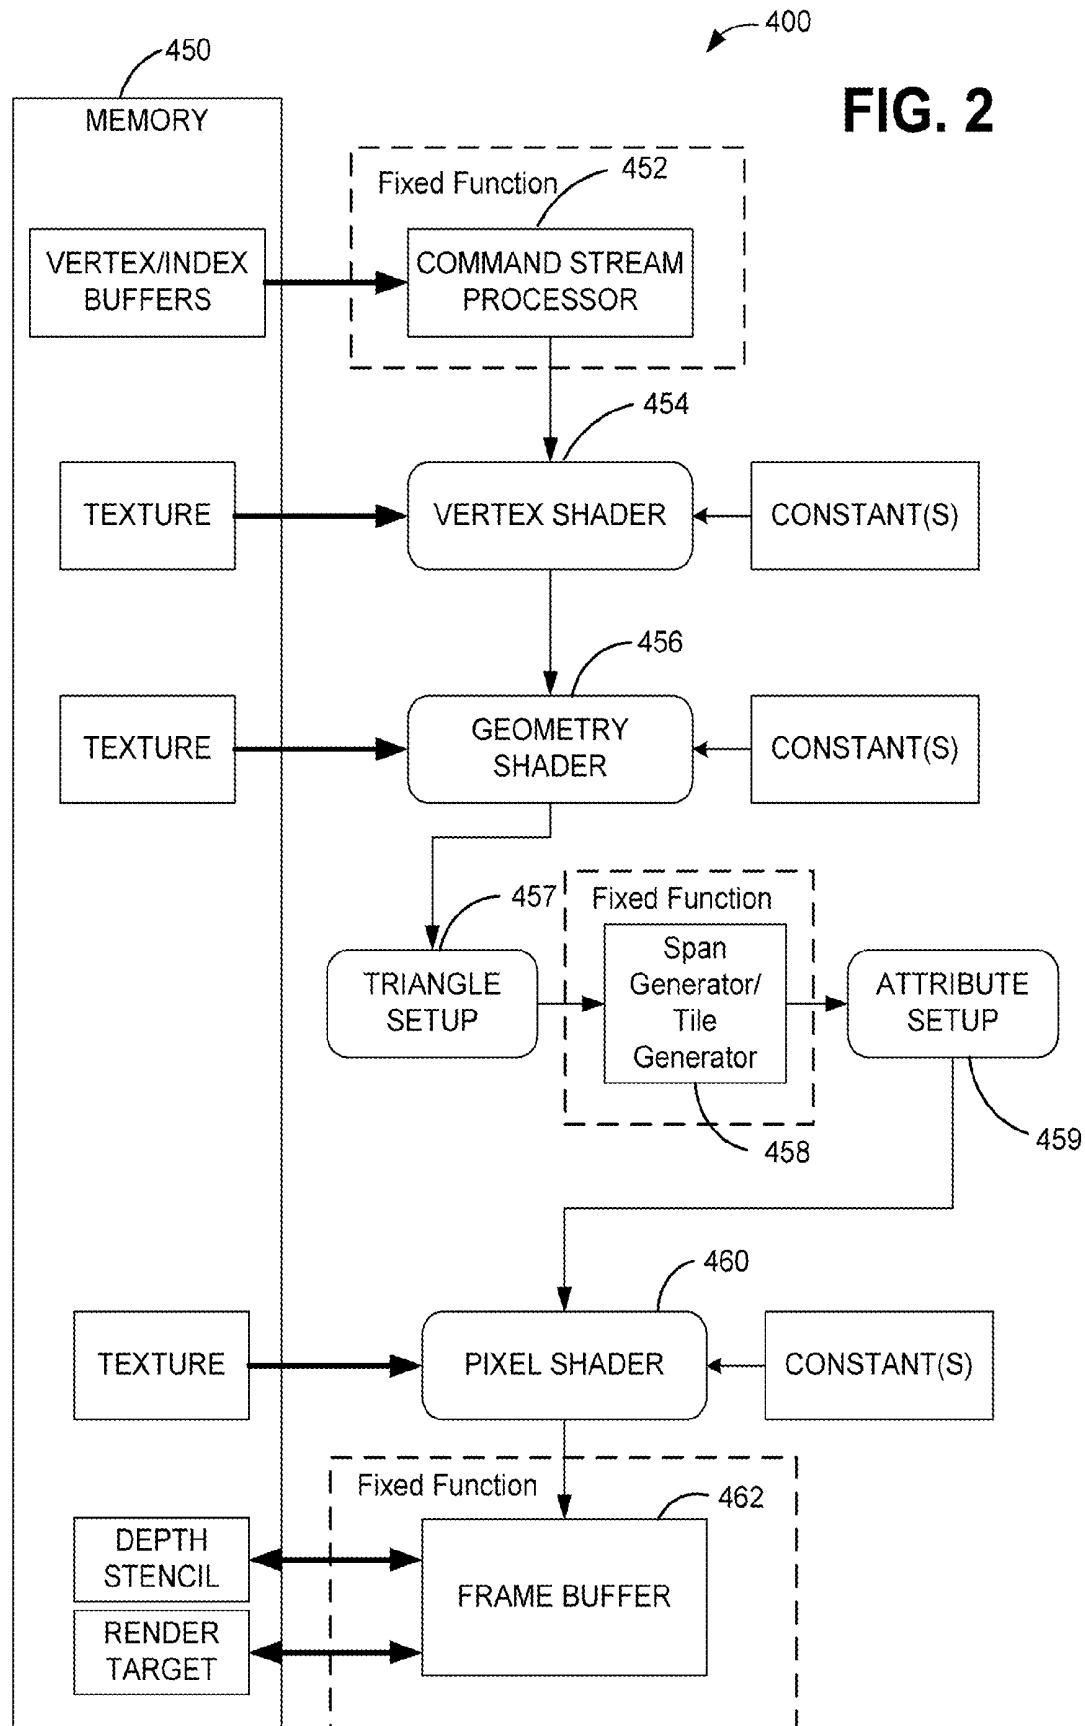 400
450
FIG. 2
MEMORY
452
Fixed Function
VERTEX/INDEX
BUFFERS
COMMAND STREAM
PROCESSOR
454
TEXTURE
VERTEX SHADER
CONSTANT(S)
456
TEXTURE
GEOMETRY
SHADER
CONSTANT(S)
457
Fixed Function
TRIANGLE
SETUP
Span
Generator/
Tile
Generator
ATTRIBUTE
SETUP
458
459
460
TEXTURE
PIXEL SHADER
CONSTANT(S)
Fixed Function
462
DEPTH
STENCIL
FRAME BUFFER
RENDER
TARGET